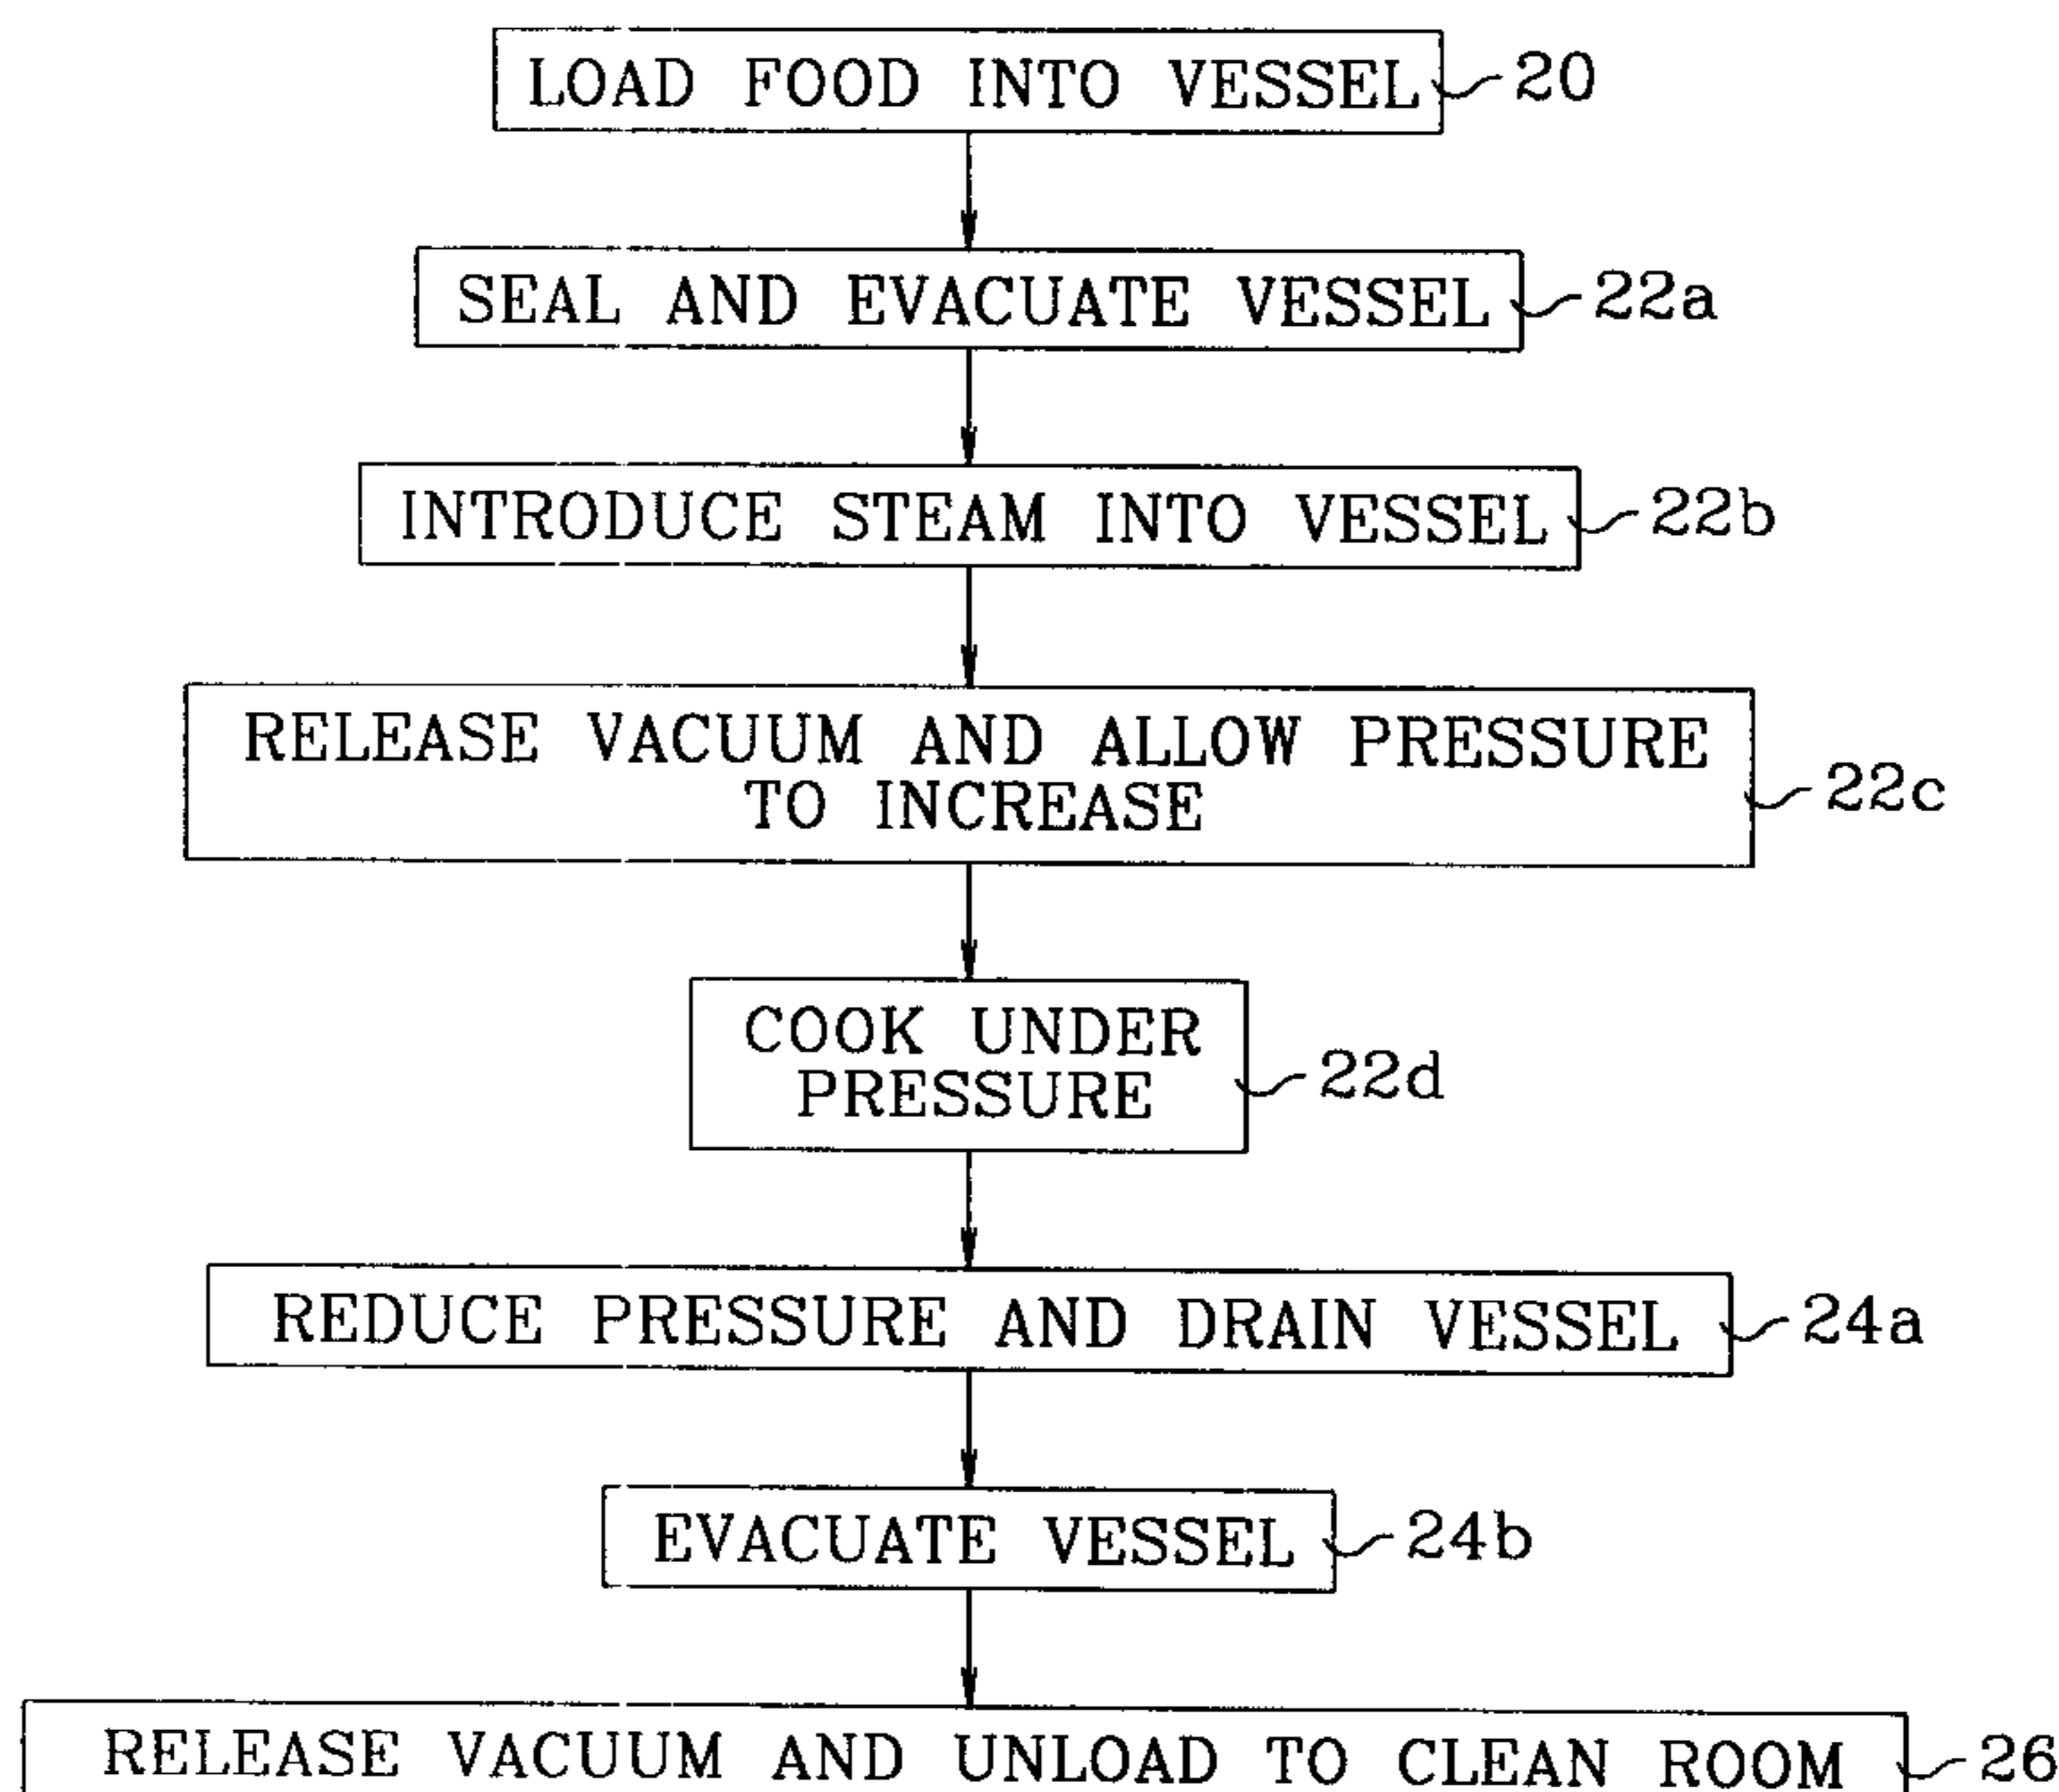 LOAD FOOD INTO VESSEL 20
SEAL AND EVACUATE VESSEL 22a
INTRODUCE STEAM INTO VESSEL 22b
RELEASE VACUUM AND ALLOW PRESSURE
TO INCREASE 22c
COOK UNDER
PRESSURE 22d
REDUCE PRESSURE AND DRAIN VESSEL 24a
EVACUATE VESSEL 24b
RELEASE VACUUM AND UNLOAD TO CLEAN ROOM 26